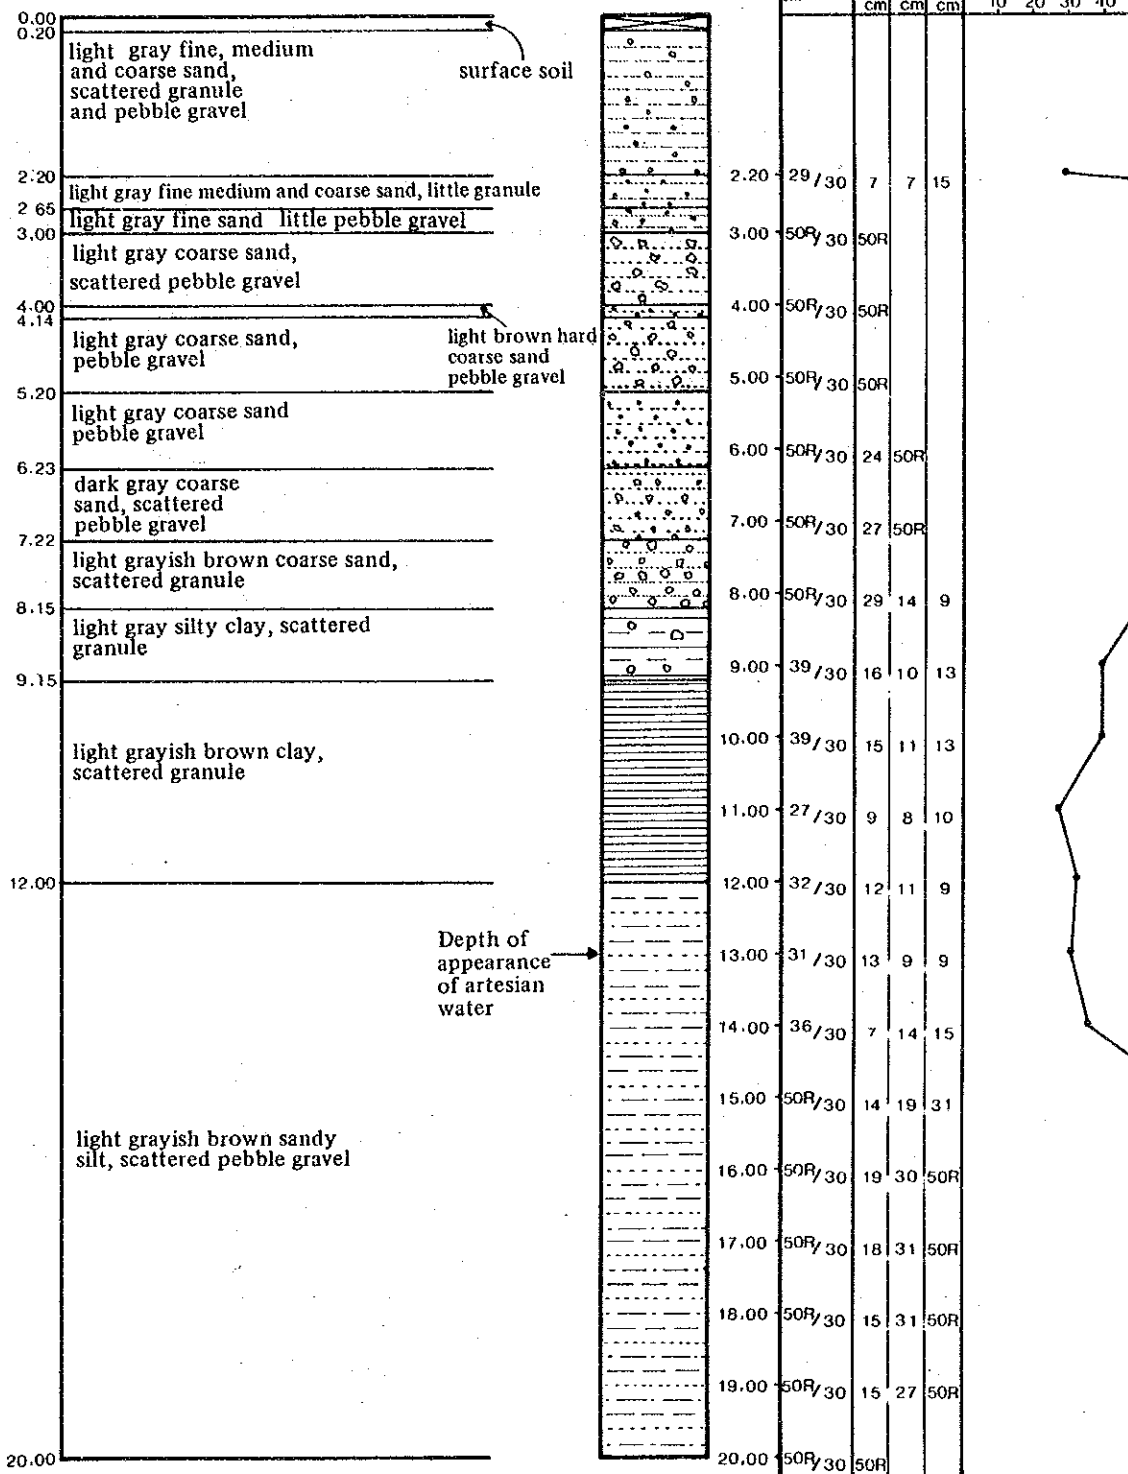 cm cm cm 10 20 30 40
0.00
0.20
light gray fine, medium
and coarse sand,
scattered granule
and pebble gravel
surface soil
2.20
light gray fine medium and coarse sand, little granule
2.20 29/30 7 7 15
2 65
light gray fine sand little pebble gravel
3,00
3.00 50R/30 50R
light gray coarse sand,
scattered pebble gravel
4.00
4.00 50R/30 50R
4.14
light brown hard
coarse sand
pebble gravel
light gray coarse sand,
pebble gravel
5.00 50R/30 50R
5.20
light gray coarse sand
pebble gravel
6.00 50R/30 24 50R
6.23
dark gray coarse
sand, scattered
pebble gravel
7.00 50R/30 27 50R
7.22
light grayish brown coarse sand,
scattered granule
8.00 50R/30 29 14 9
8.15
light gray silty clay, scattered
granule
9.00 39/30 16 10 13
9.15
light grayish brown clay,
scattered granule
10.00 39/30 15 11 13
11.00 27/30 9 8 10
12.00
12.00 32/30 12 11 9
Depth of
appearance
of artesian
water
13.00 31/30 13 9 9
14.00 36/30 7 14 15
15.00 50R/30 14 19 31
light grayish brown sandy
silt, scattered pebble gravel
16.00 50R/30 19 30 50R
17.00 50R/30 18 31 50R
18.00 50R/30 15 31 50R
19.00 50R/30 15 27 50R
20.00
20.00 50R/30 50R